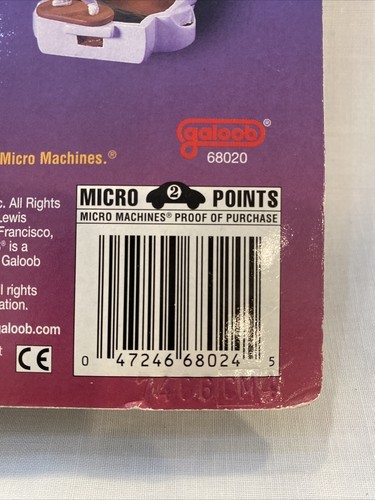 Micro Machines.®
galoob®
68020
c. All Rights
Lewis
Francisco,
s® is a
Galoob
l rights
ation.
galoob.com
t CE
MICRO 2 POINTS
MICRO MACHINES® PROOF OF PURCHASE
0 47246 68024 5